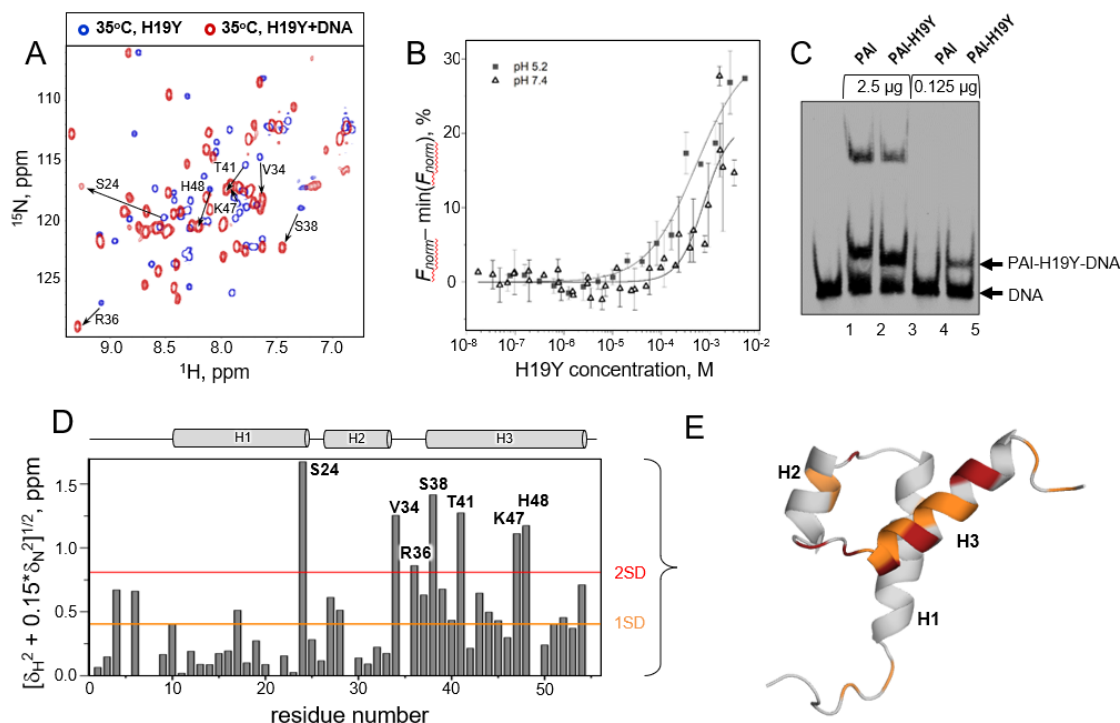 A
35°C, H19Y
35°C, H19Y+DNA
110
115
120
125
¹⁵N, ppm
S24
H48
T41
V34
K47
S38
R36
9.0 8.5 8.0 7.5 7.0
¹H, ppm
B
pH 5.2
pH 7.4
30
20
10
0
F_norm – min(F_norm), %
10⁻⁸ 10⁻⁷ 10⁻⁶ 10⁻⁵ 10⁻⁴ 10⁻³ 10⁻²
H19Y concentration, M
C
PAI PAI-H19Y PAI PAI-H19Y
2.5 µg 0.125 µg
PAI-H19Y-DNA
DNA
1 2 3 4 5
D
H1 H2 H3
1.5
1.0
0.5
0.0
[δ_H² + 0.15*δ_N²]^1/2, ppm
S24
V34
R36
S38
T41
K47
H48
2SD
1SD
0 10 20 30 40 50
residue number
E
H2
H3
H1